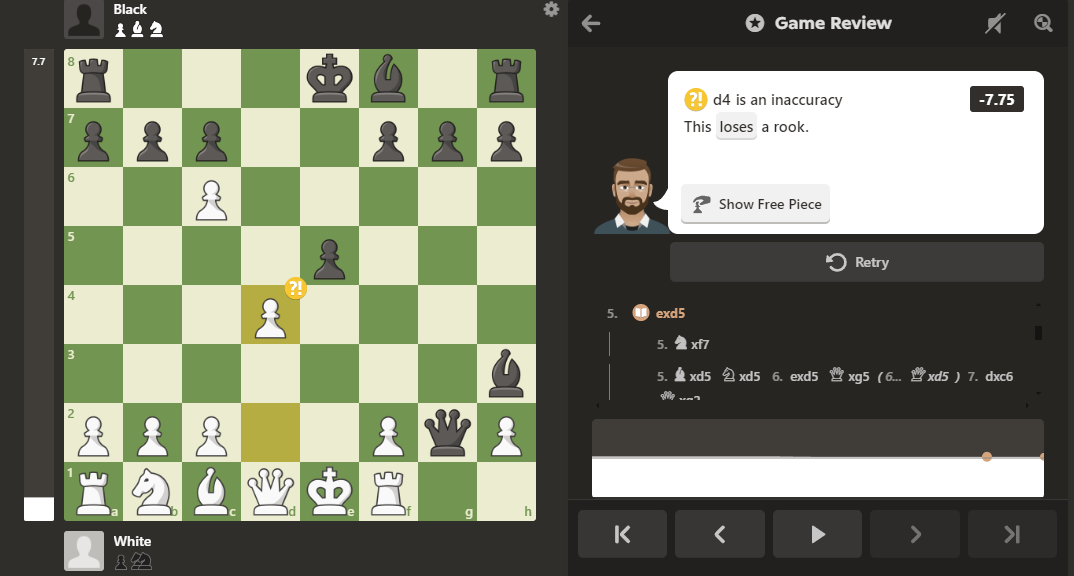 Black
7.7
8
7
6
5
4
?!
3
2
1
a
b
c
d
e
f
g
h
White
Game Review
?! d4 is an inaccuracy
-7.75
This loses a rook.
Show Free Piece
Retry
5. exd5
5. xf7
5. xd5 xd5 6. exd5 xg5 (6... xd5 ) 7. dxc6